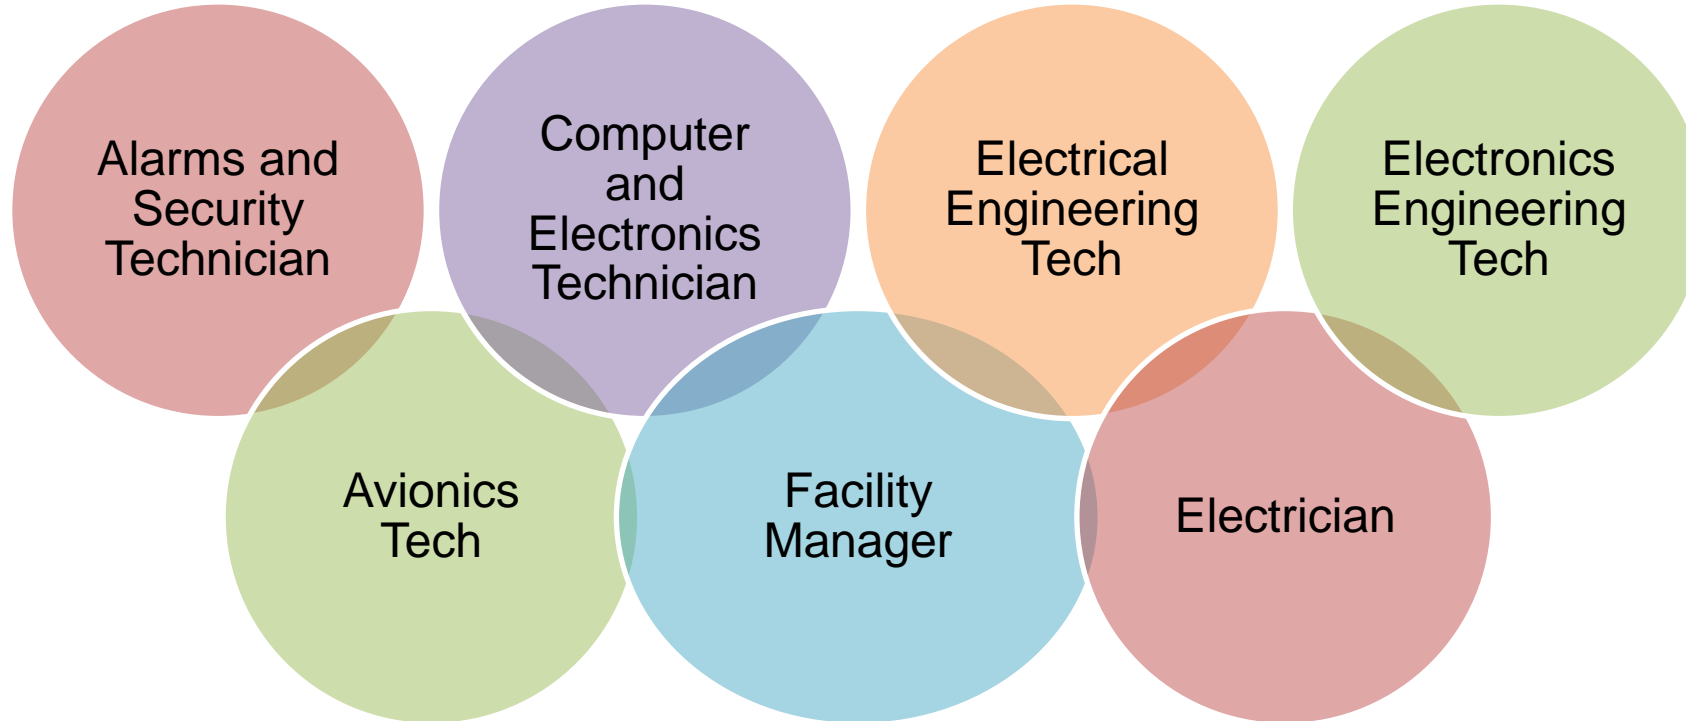 Alarms and
Security
Technician
Computer
and
Electronics
Technician
Electrical
Engineering
Tech
Electronics
Engineering
Tech
Avionics
Tech
Facility
Manager
Electrician